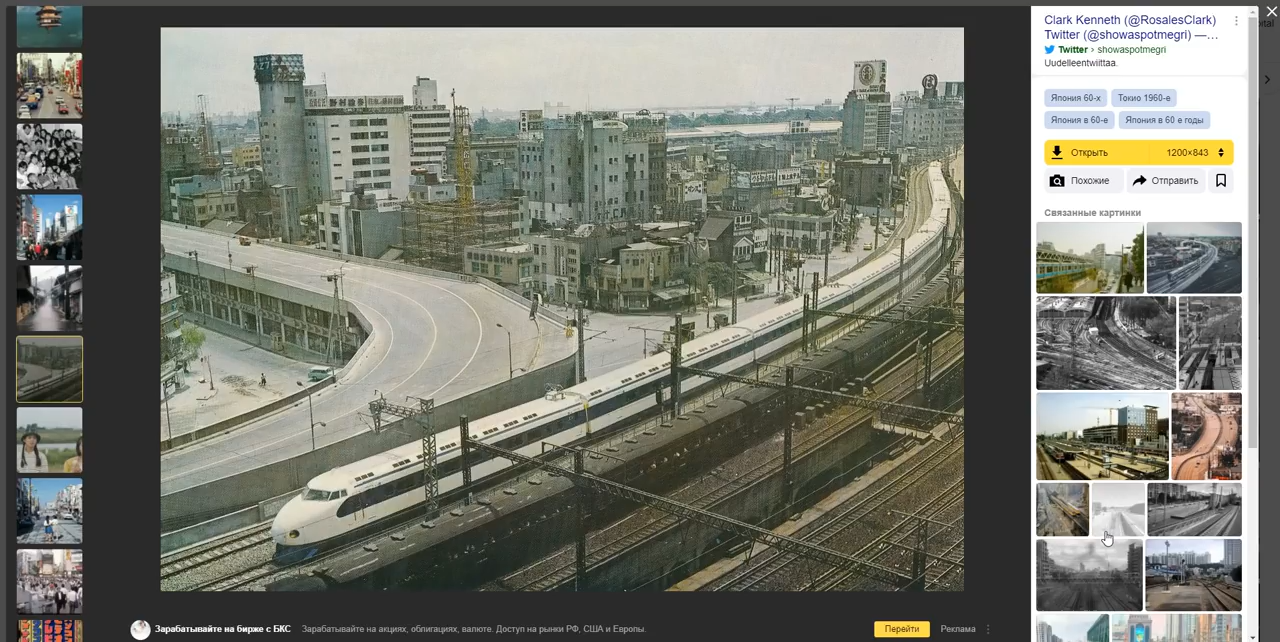 Clark Kenneth (@RosalesClark)
Twitter (@showaspotmegri) —…
Twitter › showaspotmegri
Uudelleentwiittaa.
Япония 60-х
Токио 1960-е
Япония в 60-е
Япония в 60 е годы
Открыть
1200×843
Похожие
Отправить
Связанные картинки
Зарабатывайте на бирже с БКС
Зарабатывайте на акциях, облигациях, валюте. Доступ на рынки РФ, США и Европы.
Перейти
Реклама